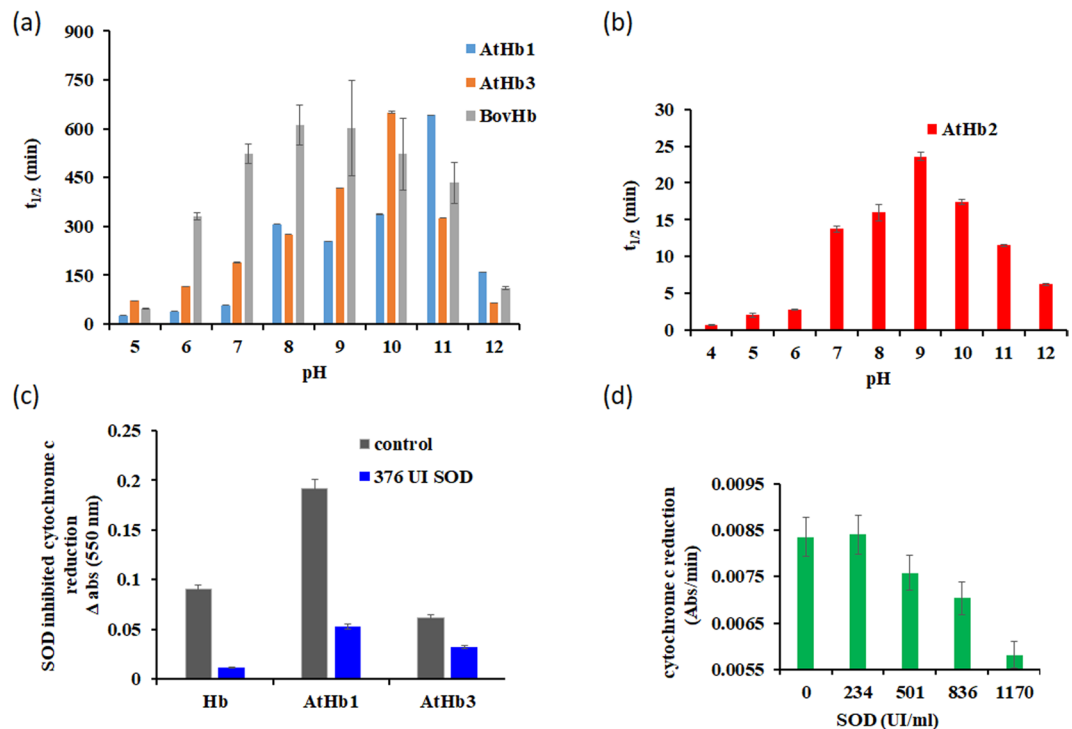 (a)
900
750
600
450
300
150
0
t1/2 (min)
AtHb1
AtHb3
BovHb
5 6 7 8 9 10 11 12
pH
(b)
30
25
20
15
10
5
0
t1/2 (min)
AtHb2
4 5 6 7 8 9 10 11 12
pH
(c)
0.25
0.2
0.15
0.1
0.05
0
SOD inhibited cytochrome c
reduction
Δ abs (550 nm)
control
376 UI SOD
Hb AtHb1 AtHb3
(d)
0.0095
0.0085
0.0075
0.0065
0.0055
cytochrome c reduction
(Abs/min)
0 234 501 836 1170
SOD (UI/ml)